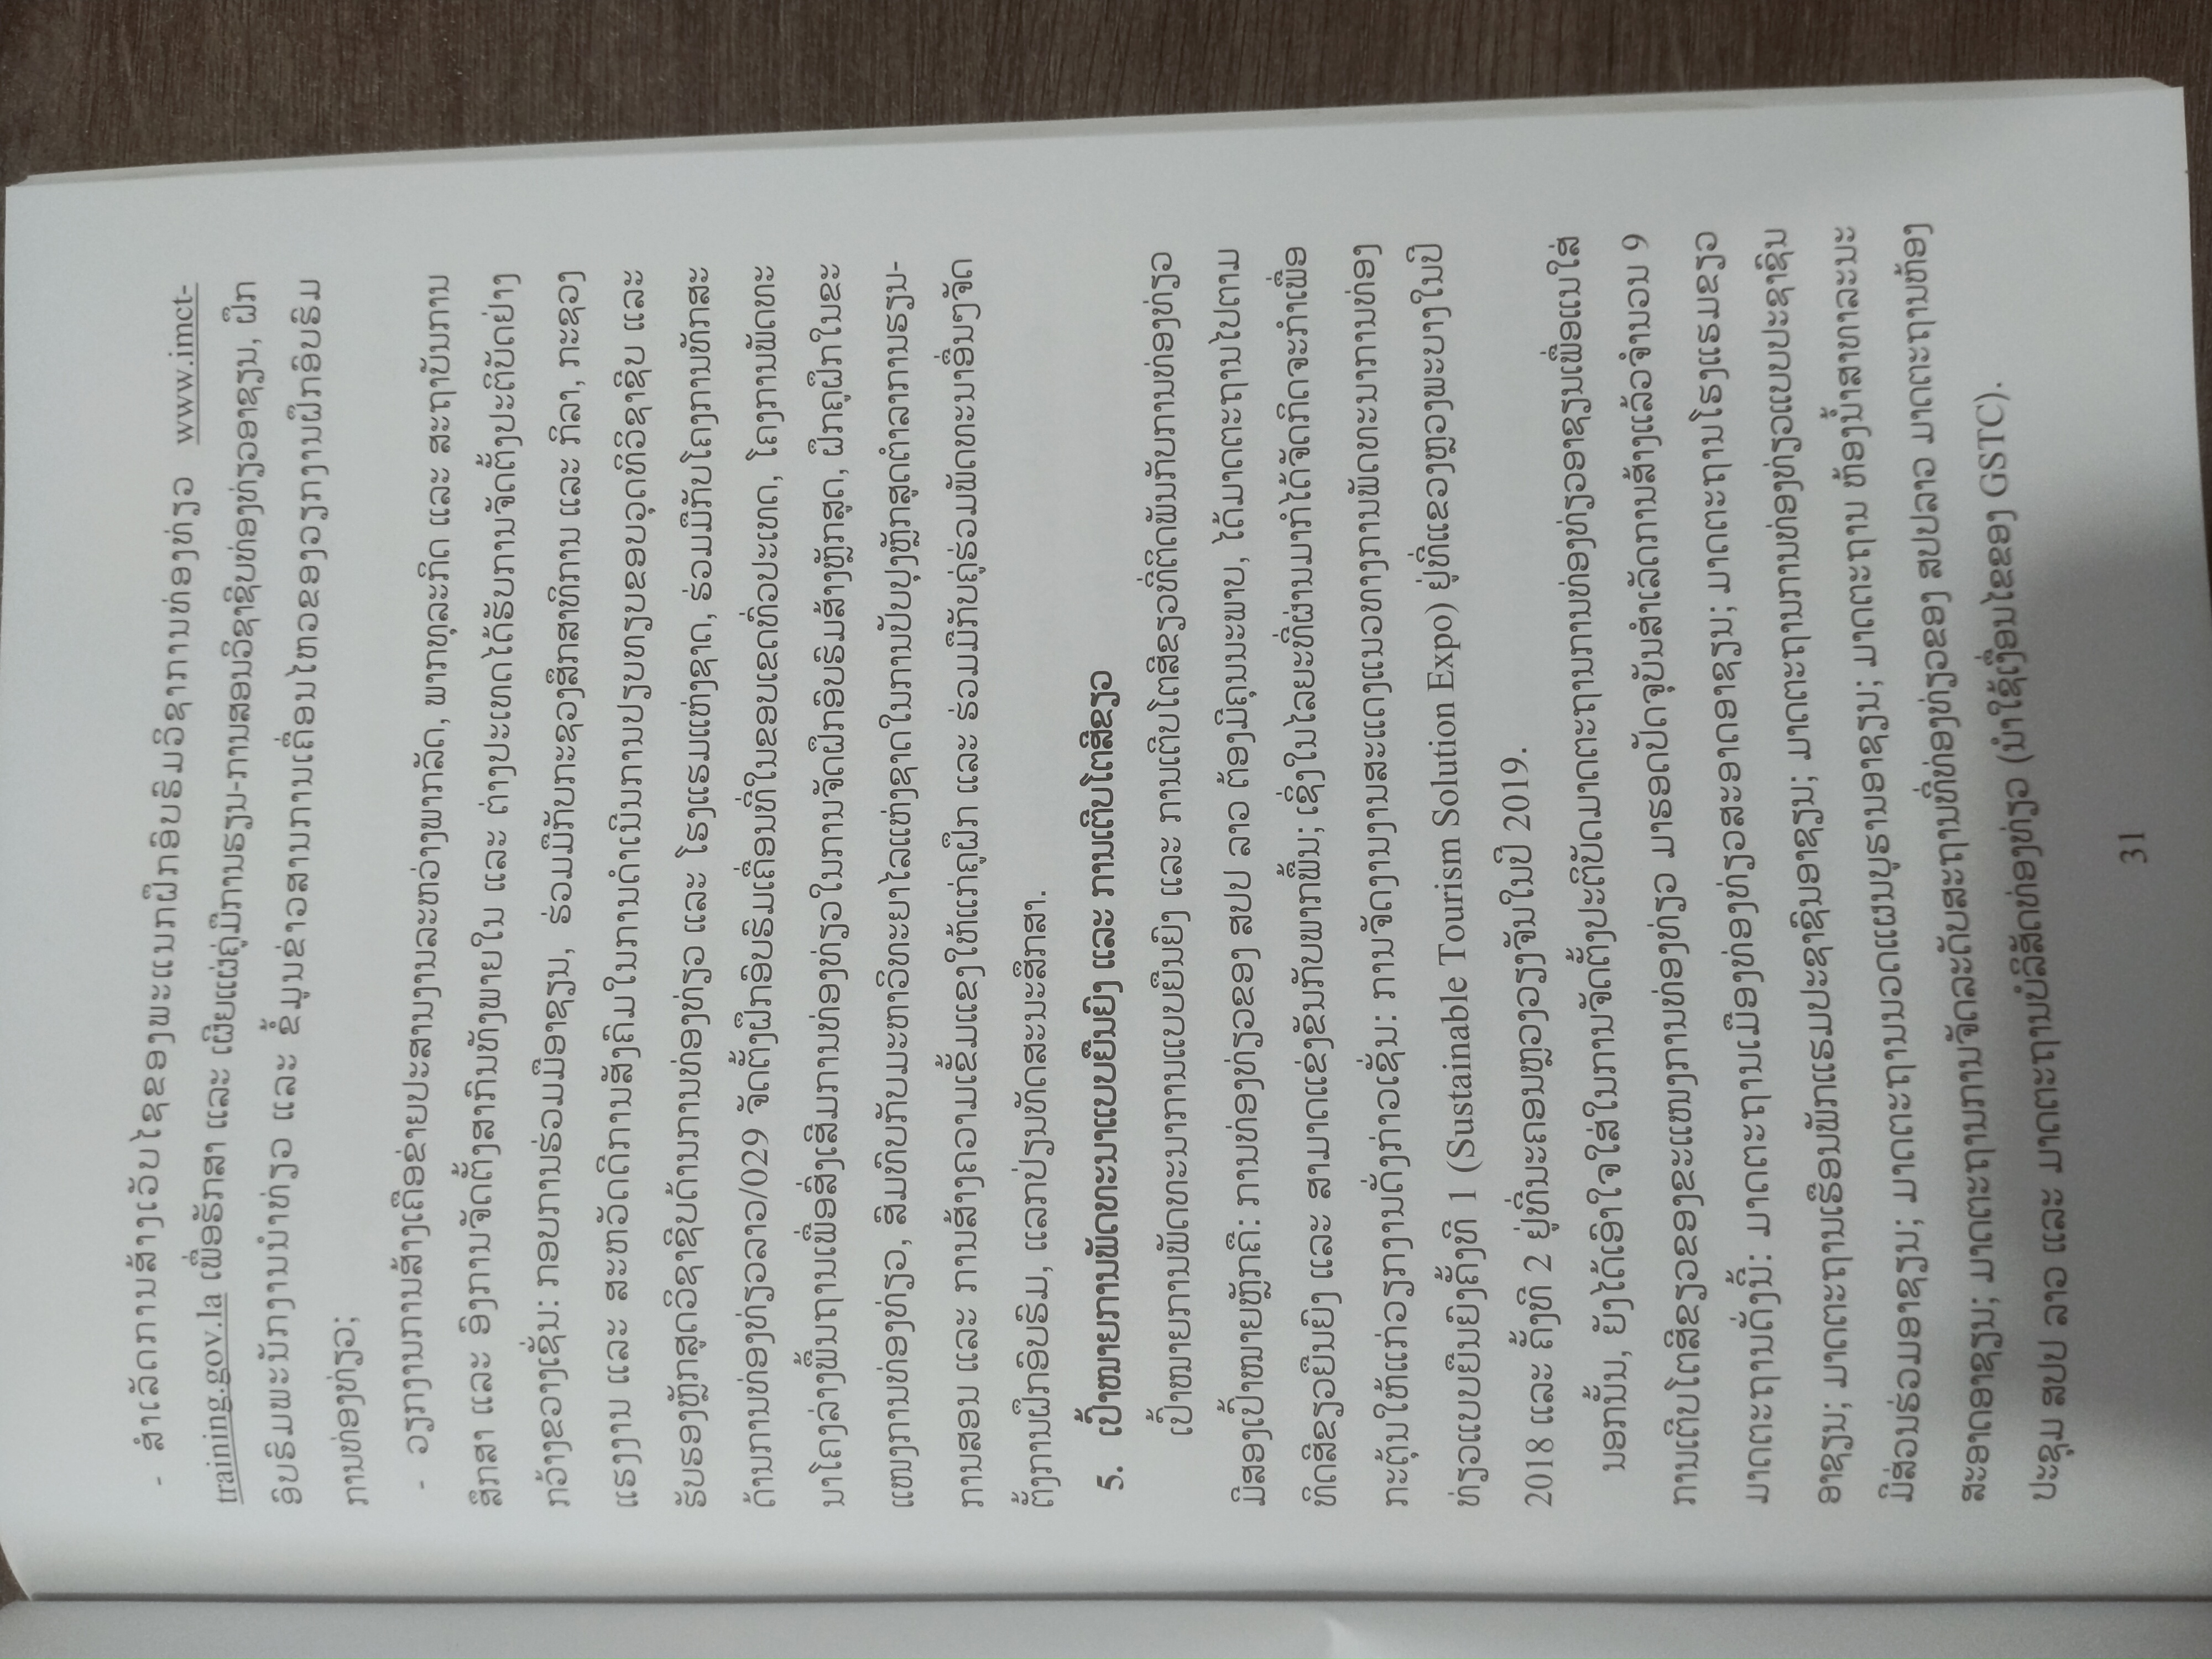 - ສຳເລັດການສ້າງເວັບໄຊຂອງພະແນກຝຶກອົບຮົມວິຊາການທ່ອງທ່ຽວ www.imct-
training.gov.la ເພື່ອຮັກສາ ແລະ ເຜີຍແຜ່ຄູ່ມືການຮຽນ-ການສອນວິຊາຊີບທ່ອງທ່ຽວອາຊຽນ, ຝຶກ
ອົບຮົມພະນັກງານນຳທ່ຽວ ແລະ ຂໍ້ມູນຂ່າວສານການເຄື່ອນໄຫວຂອງວຽກງານຝຶກອົບຮົມ
ການທ່ອງທ່ຽວ;
- ວຽກງານການສ້າງເຄືອຂ່າຍປະສານງານລະຫວ່າງພາກລັດ, ພາກທຸລະກິດ ແລະ ສະຖາບັນການ
ສຶກສາ ແລະ ອົງການຈັດຕັ້ງສາກົນທັງພາຍໃນ ແລະ ຕ່າງປະເທດໄດ້ຮັບການຈັດຕັ້ງປະຕິບັດຢ່າງ
ກວ້າງຂວາງເຊັ່ນ: ກອບການຮ່ວມມືອາຊຽນ, ຮ່ວມມືກັບກະຊວງສຶກສາທິການ ແລະ ກິລາ, ກະຊວງ
ແຮງງານ ແລະ ສະຫວັດດີການສັງຄົມໃນການດຳເນີນການປຽບທຽບຂອບວຸດທິວິຊາຊີບ ແລະ
ຮັບຮອງຫຼັກສູດວິຊາຊີບດ້ານການທ່ອງທ່ຽວ ແລະ ໂຮງແຮມແຫ່ງຊາດ, ຮ່ວມມືກັບໂຄງການທັກສະ
ດ້ານການທ່ອງທ່ຽວລາວ/029 ຈັດຕັ້ງຝຶກອົບຮົມເຄື່ອນທີ່ໃນຂອບເຂດທົ່ວປະເທດ, ໂຄງການພັດທະ
ນາໂຄງລ່າງພື້ນຖານເພື່ອສົ່ງເສີມການທ່ອງທ່ຽວໃນການຈັດຝຶກອົບຮົມສ້າງຫຼັກສູດ, ຝຶກຄູຝຶກໃນຂະ
ແໜງການທ່ອງທ່ຽວ, ສົມທົບກັບມະຫາວິທະຍາໄລແຫ່ງຊາດໃນການປັບປຸງຫຼັກສູດຕຳລາການຮຽນ-
ການສອນ ແລະ ການສ້າງຄວາມເຂັ້ມແຂງໃຫ້ແກ່ຄູຝຶກ ແລະ ຮ່ວມມືກັບຄູ່ຮ່ວມພັດທະນາອື່ນໆຈັດ
ຕັ້ງການຝຶກອົບຮົມ, ແລກປ່ຽນທັດສະນະສຶກສາ.
5. ເປົ້າໝາຍການພັດທະນາແບບຍືນຍົງ ແລະ ການເຕີບໂຕສີຂຽວ
ເປົ້າໝາຍການພັດທະນາການແບບຍືນຍົງ ແລະ ການເຕີບໂຕສີຂຽວທີ່ຕິດພັນກັບການທ່ອງທ່ຽວ
ມີສອງເປົ້າໝາຍຫຼັກຄື: ການທ່ອງທ່ຽວຂອງ ສປປ ລາວ ຕ້ອງມີຄຸນນະພາບ, ໄດ້ມາດຕະຖານໄປຕາມ
ທິດສີຂຽວຍືນຍົງ ແລະ ສາມາດແຂ່ງຂັນກັບພາກພື້ນ; ເຊິ່ງໃນໄລຍະທີ່ຜ່ານມາກໍໄດ້ຈັດກິດຈະກຳເພື່ອ
ກະຕຸ້ນໃຫ້ແກ່ວຽກງານດັ່ງກ່າວເຊັ່ນ: ການຈັດງານງານສະແດງແນວທາງການພັດທະນາການທ່ອງ
ທ່ຽວແບບຍືນຍົງຄັ້ງທີ 1 (Sustainable Tourism Solution Expo) ຢູ່ທີ່ແຂວງຫຼວງພະບາງໃນປີ
2018 ແລະ ຄັ້ງທີ 2 ຢູ່ທີ່ນະຄອນຫຼວງວຽງຈັນໃນປີ 2019.
ນອກນັ້ນ, ຍັງໄດ້ເອົາໃຈໃສ່ໃນການຈັດຕັ້ງປະຕິບັດມາດຕະຖານການທ່ອງທ່ຽວອາຊຽນເພື່ອແນໃສ່
ການເຕີບໂຕສີຂຽວຂອງຂະແໜງການທ່ອງທ່ຽວ ມາຮອດປັດຈຸບັນສຳເລັດການສ້າງແລ້ວຈຳນວນ 9
ມາດຕະຖານດັ່ງນີ້: ມາດຕະຖານເມືອງທ່ອງທ່ຽວສະອາດອາຊຽນ; ມາດຕະຖານໂຮງແຮມຂຽວ
ອາຊຽນ; ມາດຕະຖານເຮືອນພັກແຮມປະຊາຊົນອາຊຽນ; ມາດຕະຖານການທ່ອງທ່ຽວແບບປະຊາຊົນ
ມີສ່ວນຮ່ວມອາຊຽນ; ມາດຕະຖານນວດແຜນບູຮານອາຊຽນ; ມາດຕະຖານ ຫ້ອງນ້ຳສາທາລະນະ
ສະອາດອາຊຽນ; ມາດຕະຖານການຈັດລະດັບສະຖານທີ່ທ່ອງທ່ຽວຂອງ ສປປລາວ ມາດຕະຖານຫ້ອງ
ປະຊຸມ ສປປ ລາວ ແລະ ມາດຕະຖານບໍລິສັດທ່ອງທ່ຽວ (ນຳໃຊ້ເງື່ອນໄຂຂອງ GSTC).
31